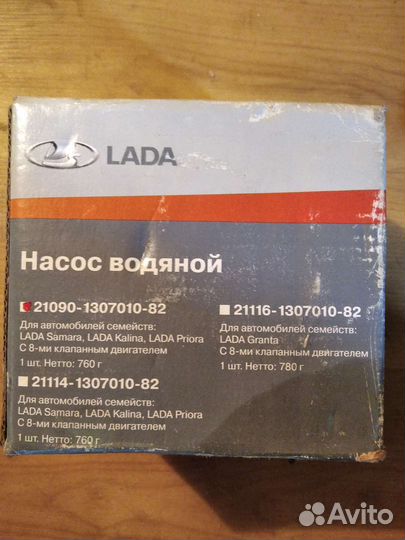 LADA
Насос водяной
21090-1307010-82
Для автомобилей семейств:
LADA Samara, LADA Kalina, LADA Priora
С 8-ми клапанным двигателем
1 шт. Нетто: 760 г
21116-1307010-82
Для автомобилей семейств:
LADA Granta
С 8-ми клапанным двигателем
1 шт. Нетто: 780 г
21114-1307010-82
Для автомобилей семейств:
LADA Samara, LADA Kalina, LADA Priora
С 8-ми клапанным двигателем
1 шт. Нетто: 760 г
Avito